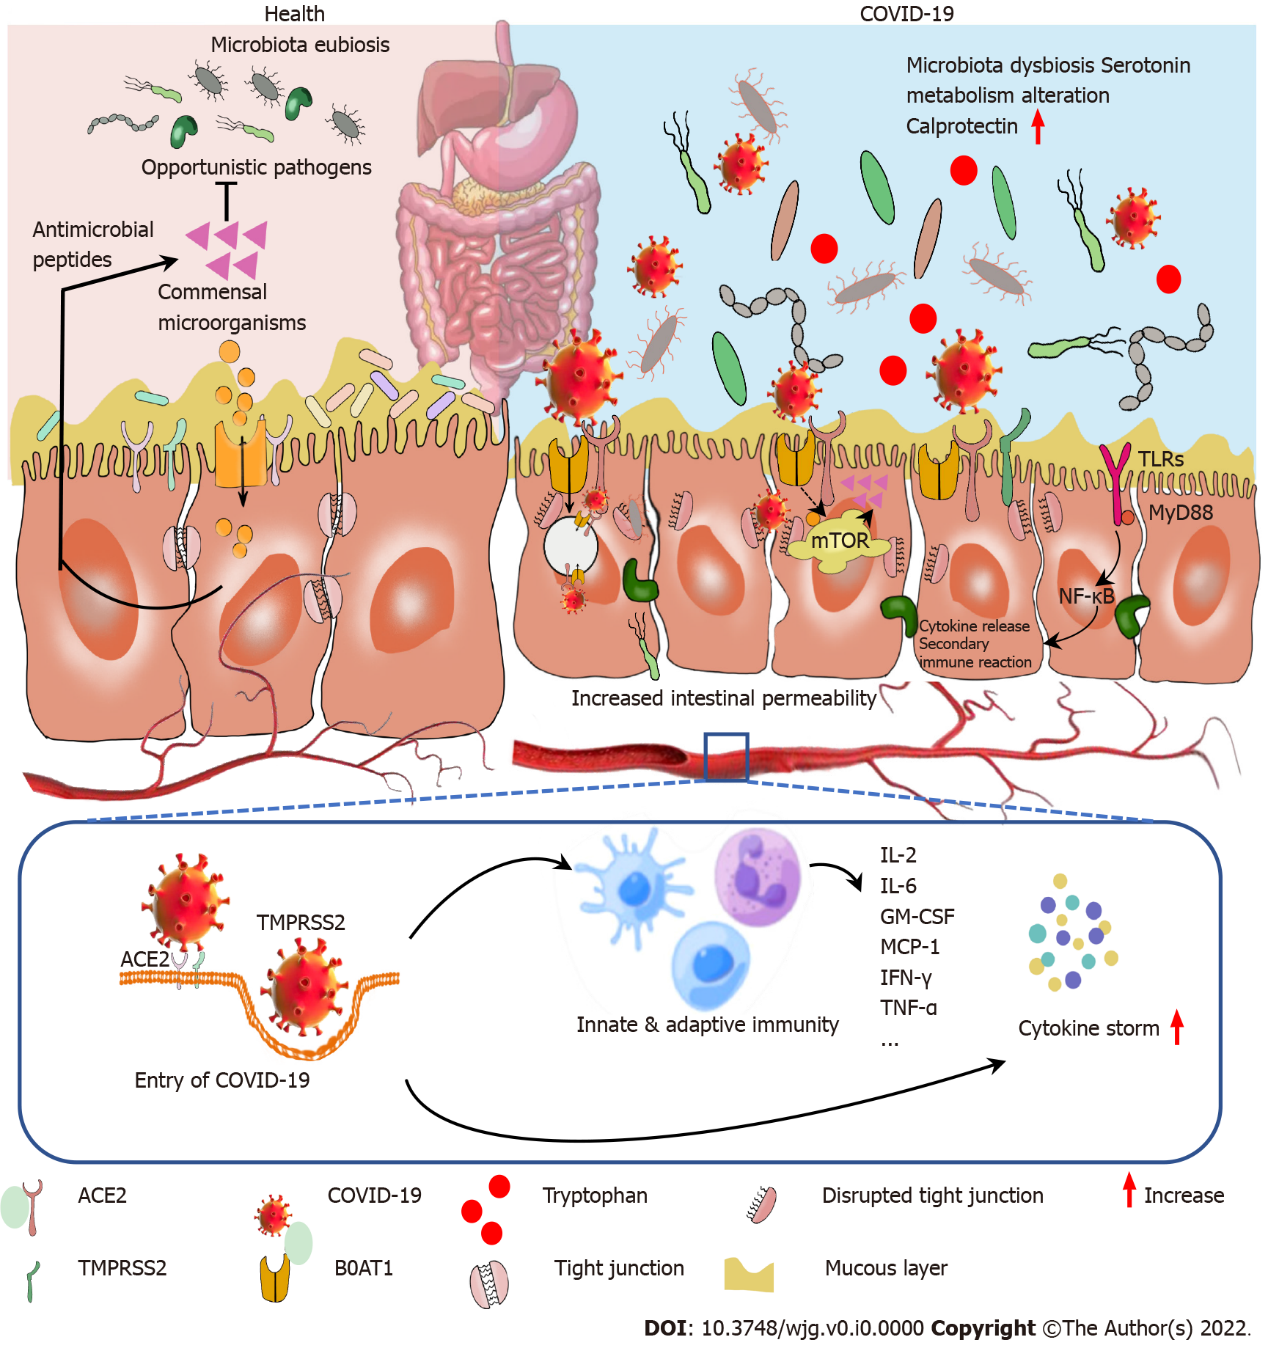 Health
COVID-19
Microbiota eubiosis
Opportunistic pathogens
Antimicrobial
peptides
Commensal
microorganisms
Microbiota dysbiosis Serotonin
metabolism alteration
Calprotectin
TLRs
MyD88
mTOR
NF-κB
Cytokine release
Secondary
immune reaction
Increased intestinal permeability
ACE2
TMPRSS2
Entry of COVID-19
Innate & adaptive immunity
IL-2
IL-6
GM-CSF
MCP-1
IFN-γ
TNF-α
...
Cytokine storm
ACE2
COVID-19
Tryptophan
Disrupted tight junction
Increase
TMPRSS2
B0AT1
Tight junction
Mucous layer
DOI: 10.3748/wjg.v0.i0.0000 Copyright ©The Author(s) 2022.